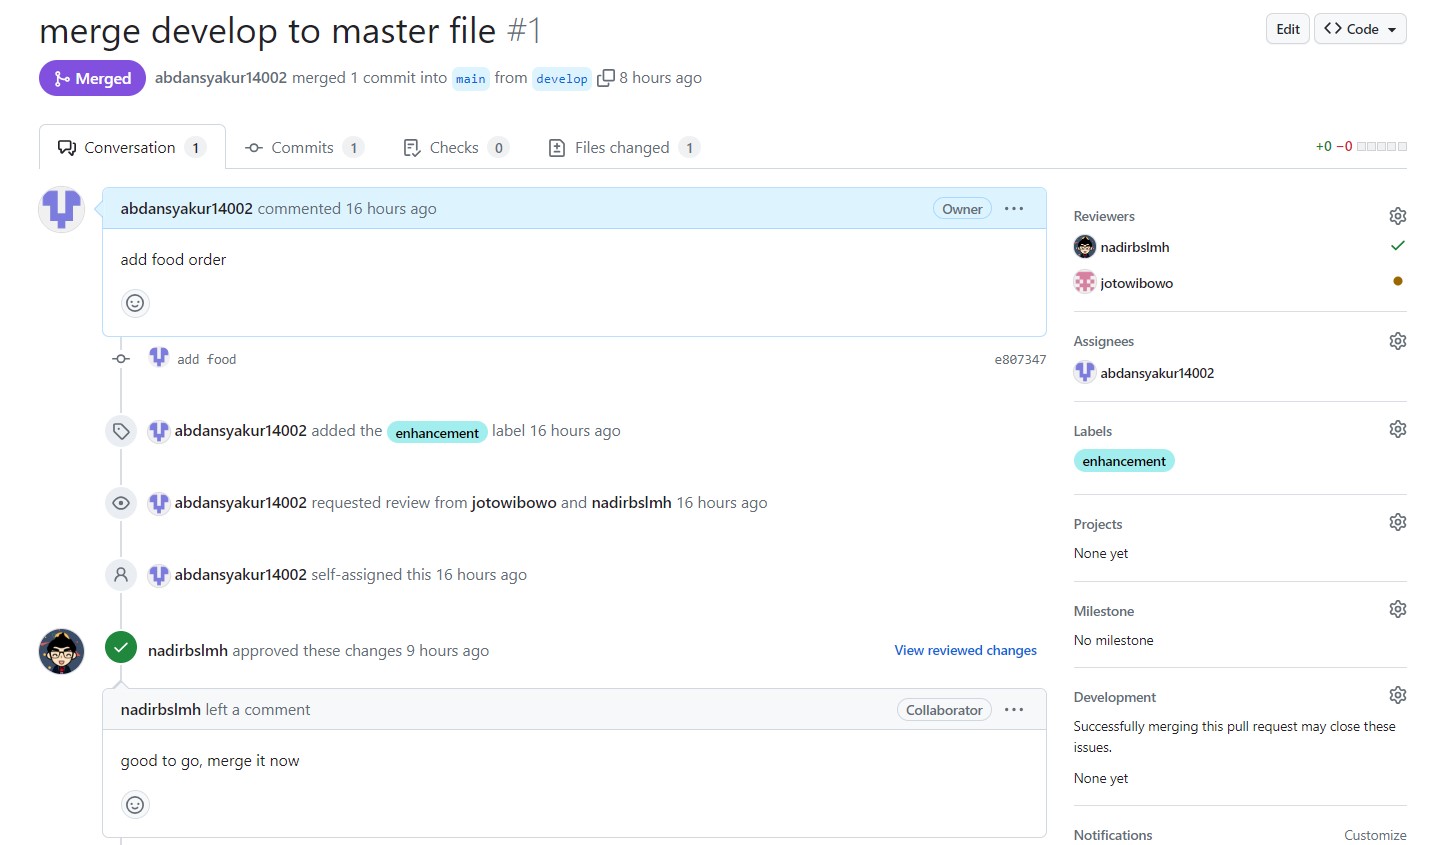 merge develop to master file #1
Edit
Code
Merged
abdansyakur14002 merged 1 commit into main from develop 8 hours ago
Conversation 1
Commits 1
Checks 0
Files changed 1
+0 −0
abdansyakur14002 commented 16 hours ago
Owner
add food order
add food
e807347
abdansyakur14002 added the enhancement label 16 hours ago
abdansyakur14002 requested review from jotowibowo and nadirbslmh 16 hours ago
abdansyakur14002 self-assigned this 16 hours ago
nadirbslmh approved these changes 9 hours ago
View reviewed changes
nadirbslmh left a comment
Collaborator
good to go, merge it now
Reviewers
nadirbslmh
jotowibowo
Assignees
abdansyakur14002
Labels
enhancement
Projects
None yet
Milestone
No milestone
Development
Successfully merging this pull request may close these
issues.
None yet
Notifications
Customize